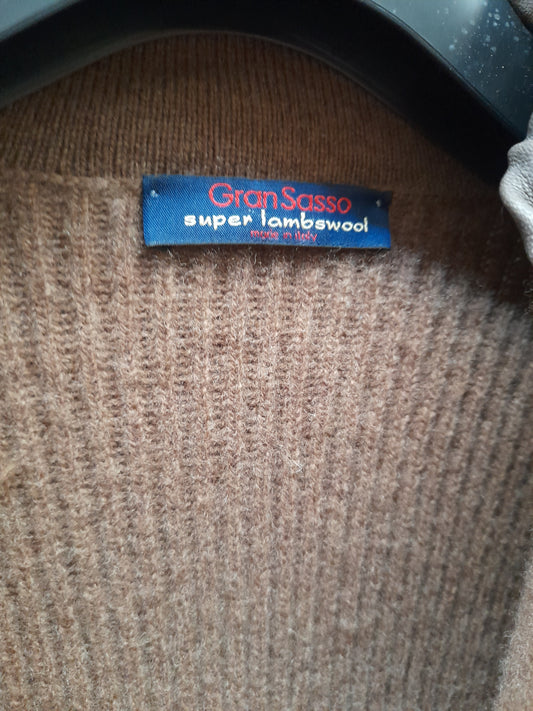 Gran Sasso
super lambswool
made in italy